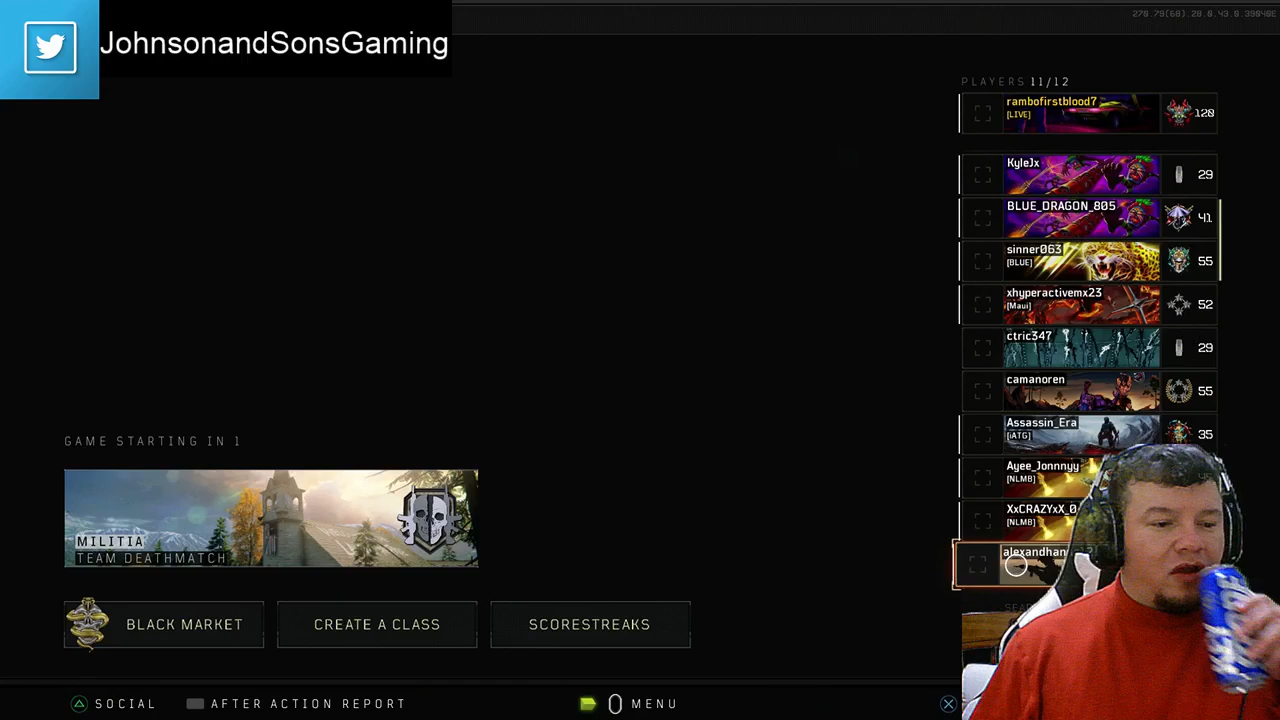 JohnsonandSonsGaming
PLAYERS 11/12
rambofirstblood7
[LIVE]
120
KyleJx
29
BLUE_DRAGON_805
41
sinner063
[BLUE]
55
xhyperactivemx23
[Maui]
52
ctric347
29
camanoren
55
Assassin_Era
[iATG]
35
Ayee_Jonnnyy
[NLMB]
XxCRAZYxX_0
[NLMB]
alexandhan
GAME STARTING IN 1
MILITIA
TEAM DEATHMATCH
BLACK MARKET
CREATE A CLASS
SCORESTREAKS
SOCIAL
AFTER ACTION REPORT
MENU